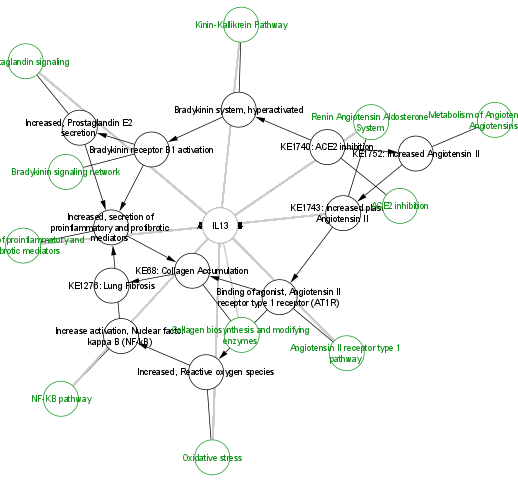 Kinin-Kallikrein Pathway
taglandin signaling
Bradykinin system, hyperactivated
Renin Angiotensin Aldosterone
System
Metabolism of Angioten
Angiotensins
Increased, Prostaglandin E2
secretion
Bradykinin receptor B1 activation
KE1740: ACE2 inhibition
KE1752: Increased Angiotensin II
Bradykinin signaling network
ACE2 inhibition
KE1743: increased plas
Angiotensin II
Increased, secretion of
proinflammatory and profibrotic
mediators
IL13
of proinflammatory and
brotic mediators
KE68: Collagen Accumulation
KE1276: Lung Fibrosis
Binding of agonist, Angiotensin II
receptor type 1 receptor (AT1R)
Increase activation, Nuclear factor
kappa B (NF-kB)
Collagen biosynthesis and modifying
enzymes
Angiotensin II receptor type 1
pathway
Increased, Reactive oxygen species
NF-KB pathway
Oxidative stress